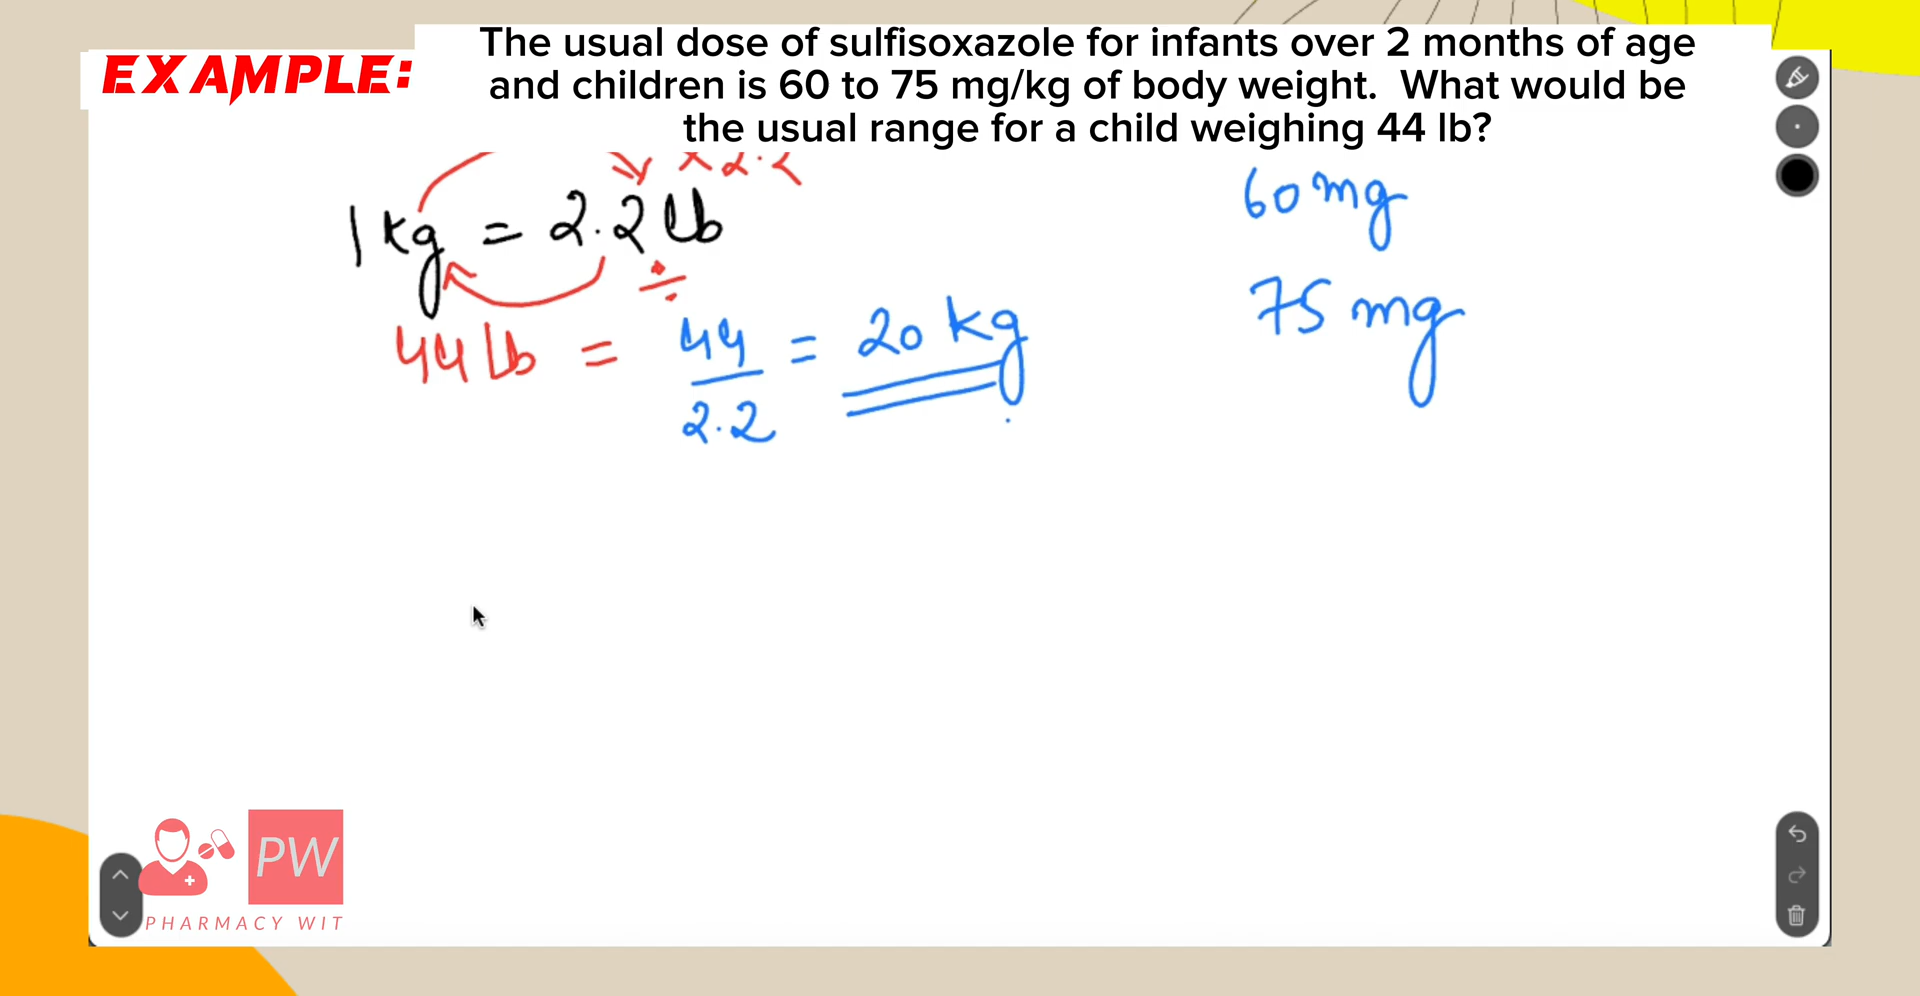 EXAMPLE:
The usual dose of sulfisoxazole for infants over 2 months of age
and children is 60 to 75 mg/kg of body weight. What would be
the usual range for a child weighing 44 lb?
×2.2
1 kg = 2.2 lb
÷
44 lb = 44/2.2 = 20 kg
60 mg
75 mg
PW
PHARMACY WIT